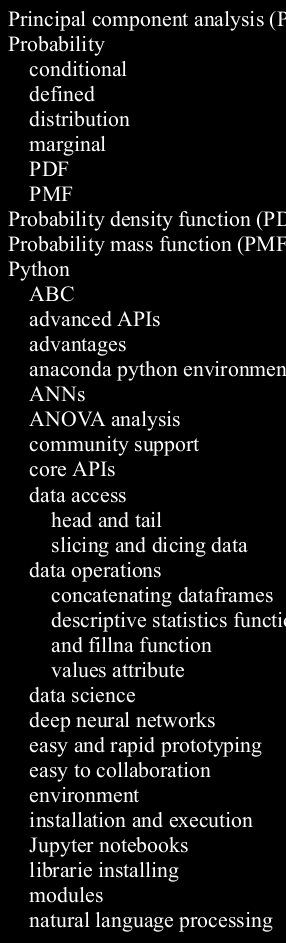 Principal component analysis (P
Probability
conditional
defined
distribution
marginal
PDF
PMF
Probability density function (PD
Probability mass function (PMF
Python
ABC
advanced APIs
advantages
anaconda python environmen
ANNs
ANOVA analysis
community support
core APIs
data access
head and tail
slicing and dicing data
data operations
concatenating dataframes
descriptive statistics functi
and fillna function
values attribute
data science
deep neural networks
easy and rapid prototyping
easy to collaboration
environment
installation and execution
Jupyter notebooks
librarie installing
modules
natural language processing